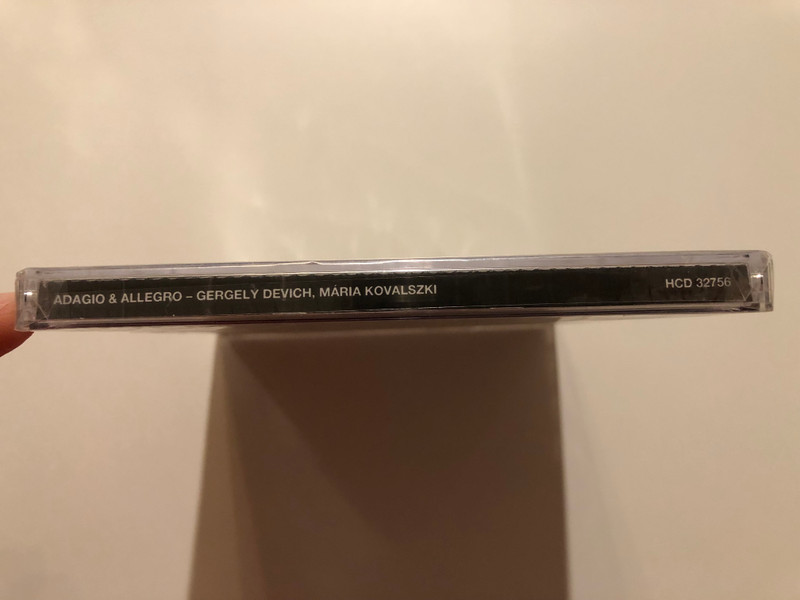 ADAGIO & ALLEGRO – GERGELY DEVICH, MÁRIA KOVALSZKI HCD 32756